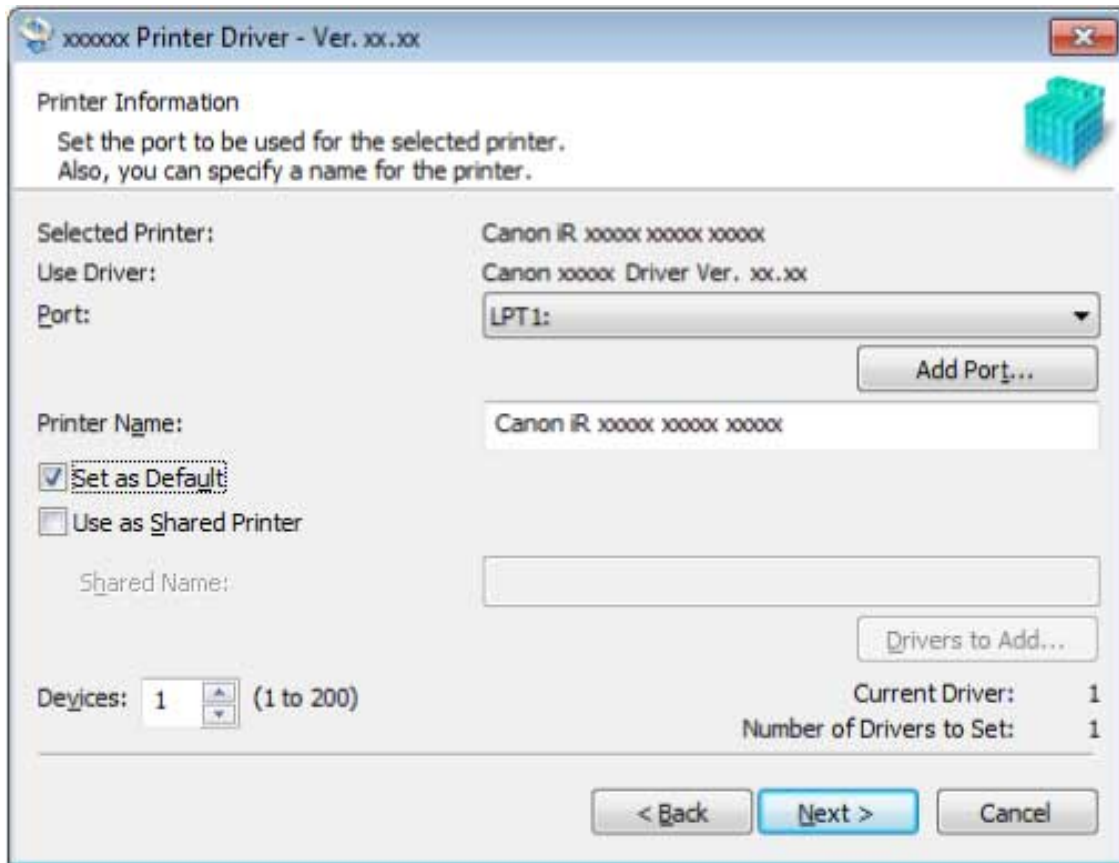 xxxxxx Printer Driver - Ver. xx.xx
Printer Information
Set the port to be used for the selected printer.
Also, you can specify a name for the printer.
Selected Printer: Canon iR xxxxx xxxxx xxxxx
Use Driver: Canon xxxxx Driver Ver. xx.xx
Port: LPT1:
Add Port...
Printer Name: Canon iR xxxxx xxxxx xxxxx
Set as Default
Use as Shared Printer
Shared Name:
Drivers to Add...
Devices: 1 (1 to 200) Current Driver: 1
Number of Drivers to Set: 1
< Back Next > Cancel